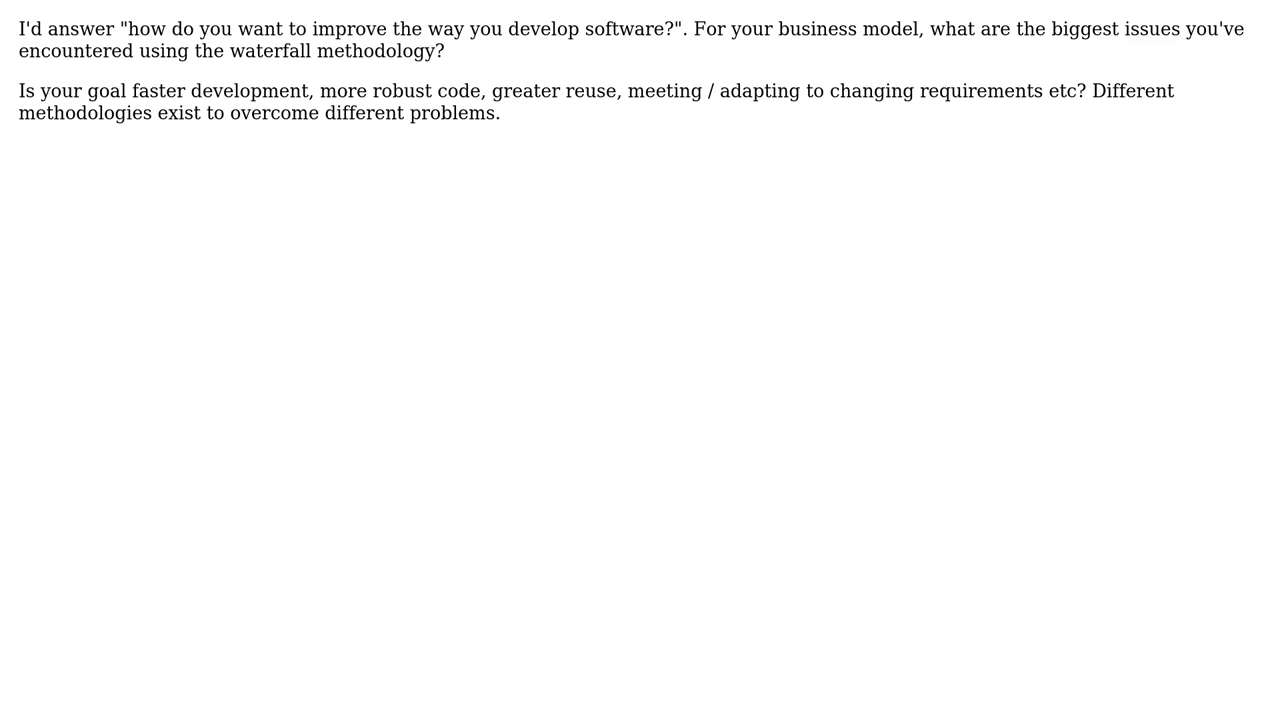 I'd answer "how do you want to improve the way you develop software?". For your business model, what are the biggest issues you've
encountered using the waterfall methodology?
Is your goal faster development, more robust code, greater reuse, meeting / adapting to changing requirements etc? Different
methodologies exist to overcome different problems.